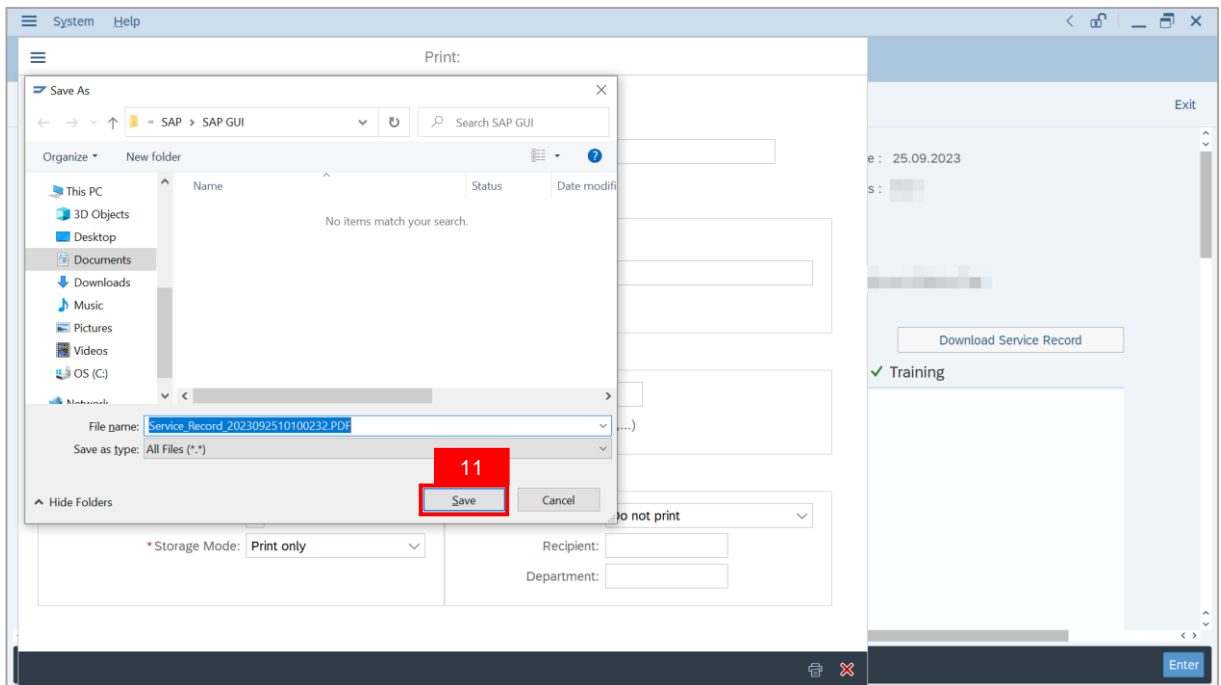 System Help
Print:
Save As
« SAP > SAP GUI
Search SAP GUI
Exit
Organize
New folder
: 25.09.2023
This PC
Name
Status
Date modifi
:
3D Objects
No items match your search.
Desktop
Documents
Downloads
Music
Pictures
Videos
Download Service Record
OS (C:)
Training
Network
File name: Service_Record_2023092510100232.PDF
,...)
Save as type: All Files (*.*)
11
Hide Folders
Save
Cancel
Do not print
*Storage Mode: Print only
Recipient:
Department:
Enter